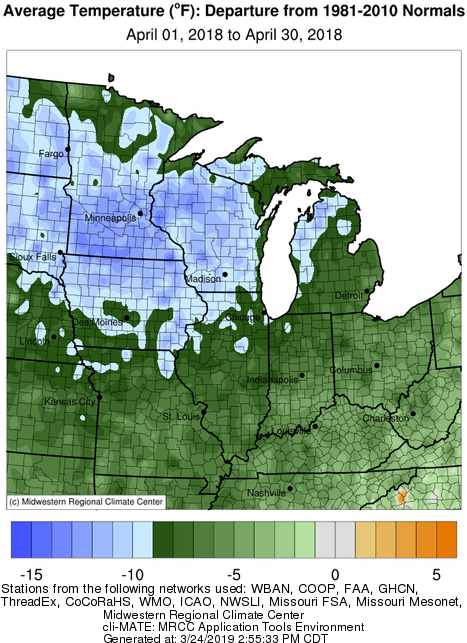 Average Temperature (°F): Departure from 1981-2010 Normals
April 01, 2018 to April 30, 2018
Fargo
Minneapolis
Sioux Falls
Madison
Detroit
Des Moines
Chicago
Lincoln
Columbus
Indianapolis
Kansas City
St. Louis
Charleston
Louisville
Nashville
(c) Midwestern Regional Climate Center
-15 -10 -5 0 5
Stations from the following networks used: WBAN, COOP, FAA, GHCN,
ThreadEx, CoCoRaHS, WMO, ICAO, NWSLI, Missouri FSA, Missouri Mesonet,
Midwestern Regional Climate Center
cli-MATE: MRCC Application Tools Environment
Generated at: 3/24/2019 2:55:33 PM CDT